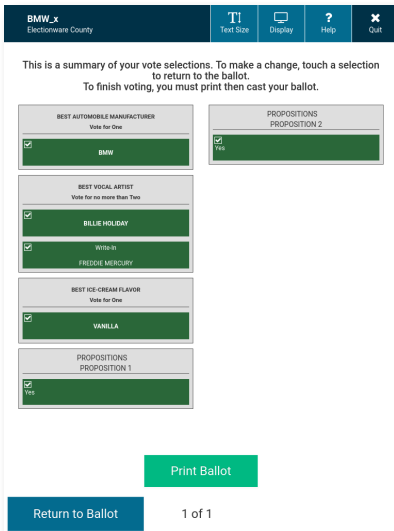 BMW_x
Electionware County
Text Size
Display
Help
Quit
This is a summary of your vote selections. To make a change, touch a selection
to return to the ballot.
To finish voting, you must print then cast your ballot.
BEST AUTOMOBILE MANUFACTURER
Vote for One
BMW
BEST VOCAL ARTIST
Vote for no more than Two
BILLIE HOLIDAY
Write-In
FREDDIE MERCURY
BEST ICE-CREAM FLAVOR
Vote for One
VANILLA
PROPOSITIONS
PROPOSITION 1
Yes
PROPOSITIONS
PROPOSITION 2
Yes
Print Ballot
Return to Ballot
1 of 1